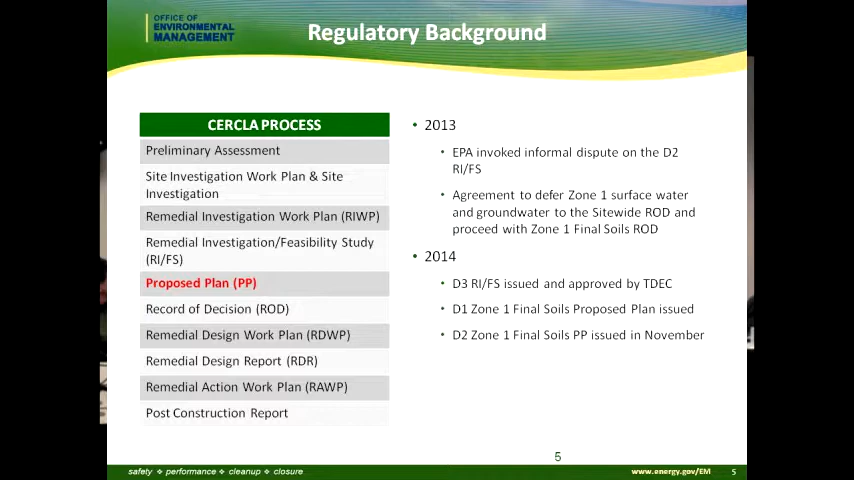 OFFICE OF
ENVIRONMENTAL
MANAGEMENT
Regulatory Background
CERCLA PROCESS
Preliminary Assessment
Site Investigation Work Plan & Site
Investigation
Remedial Investigation Work Plan (RIWP)
Remedial Investigation/Feasibility Study
(RI/FS)
Proposed Plan (PP)
Record of Decision (ROD)
Remedial Design Work Plan (RDWP)
Remedial Design Report (RDR)
Remedial Action Work Plan (RAWP)
Post Construction Report
• 2013
• EPA invoked informal dispute on the D2
RI/FS
• Agreement to defer Zone 1 surface water
and groundwater to the Sitewide ROD and
proceed with Zone 1 Final Soils ROD
• 2014
• D3 RI/FS issued and approved by TDEC
• D1 Zone 1 Final Soils Proposed Plan issued
• D2 Zone 1 Final Soils PP issued in November
5
safety ❖ performance ❖ cleanup ❖ closure
www.energy.gov/EM 5